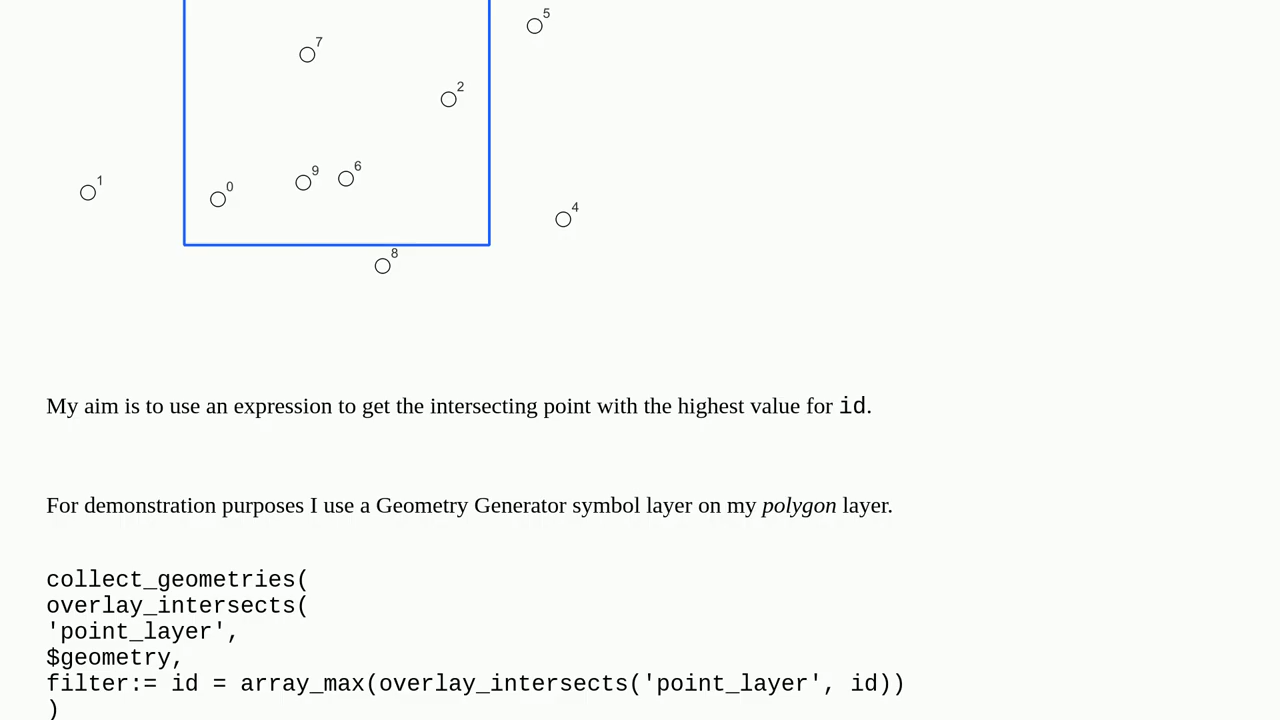 5
7
2
9
6
1
0
4
8
My aim is to use an expression to get the intersecting point with the highest value for id.
For demonstration purposes I use a Geometry Generator symbol layer on my polygon layer.
collect_geometries(
overlay_intersects(
'point_layer',
$geometry,
filter:= id = array_max(overlay_intersects('point_layer', id))
)